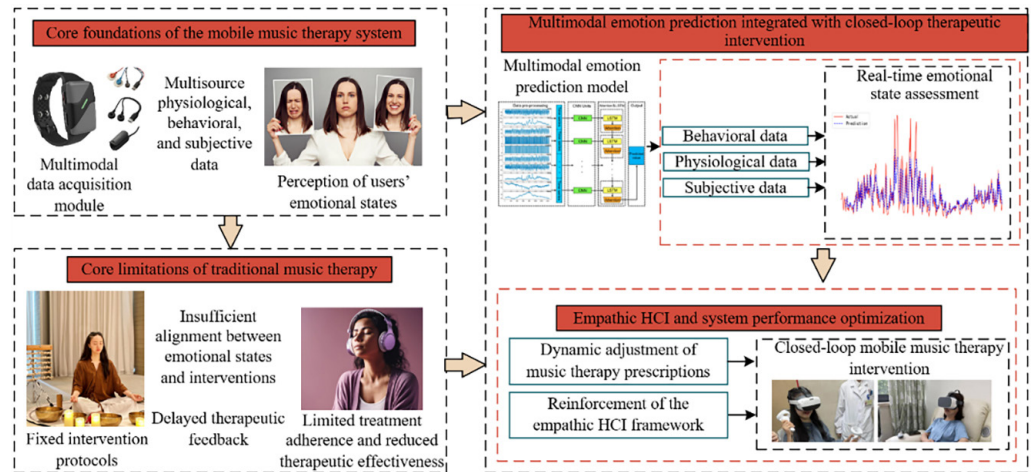 Core foundations of the mobile music therapy system
Multisource
physiological,
behavioral,
and subjective
data
Multimodal
data acquisition
module
Perception of users'
emotional states
Core limitations of traditional music therapy
Insufficient
alignment between
emotional states
and interventions
Delayed therapeutic
feedback
Fixed intervention
protocols
Limited treatment
adherence and reduced
therapeutic effectiveness
Multimodal emotion prediction integrated with closed-loop therapeutic
intervention
Multimodal emotion
prediction model
Behavioral data
Physiological data
Subjective data
Real-time emotional
state assessment
Empathic HCI and system performance optimization
Dynamic adjustment of
music therapy prescriptions
Reinforcement of the
empathic HCI framework
Closed-loop mobile music therapy
intervention